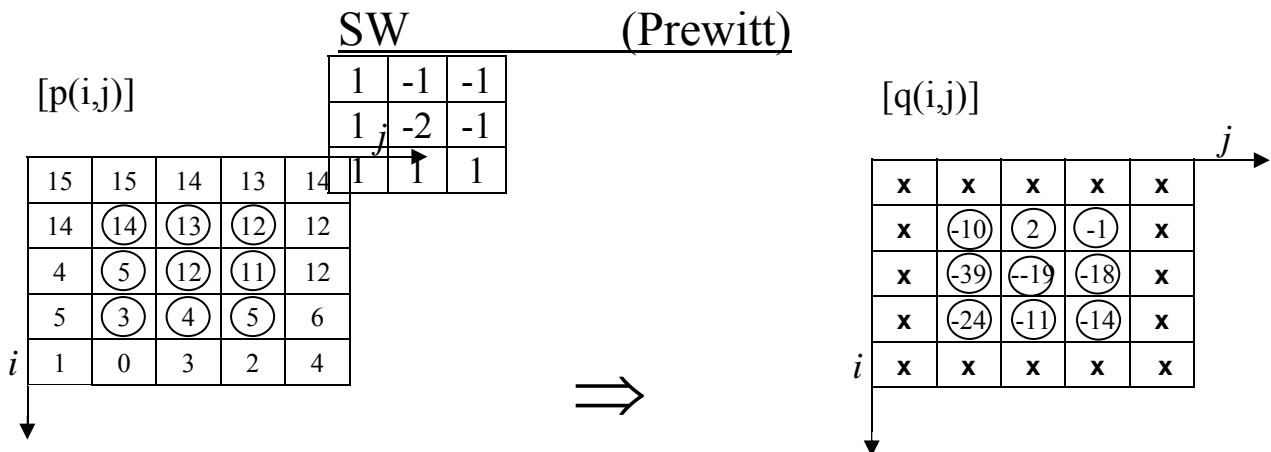 SW (Prewitt)
[p(i,j)]
1 -1 -1
1 -2 -1
1 1 1
j
15 15 14 13 14
14 14 13 12 12
4 5 12 11 12
5 3 4 5 6
1 0 3 2 4
i
⇒
[q(i,j)]
j
x x x x x
x -10 2 -1 x
x -39 --19 -18 x
x -24 -11 -14 x
x x x x x
i